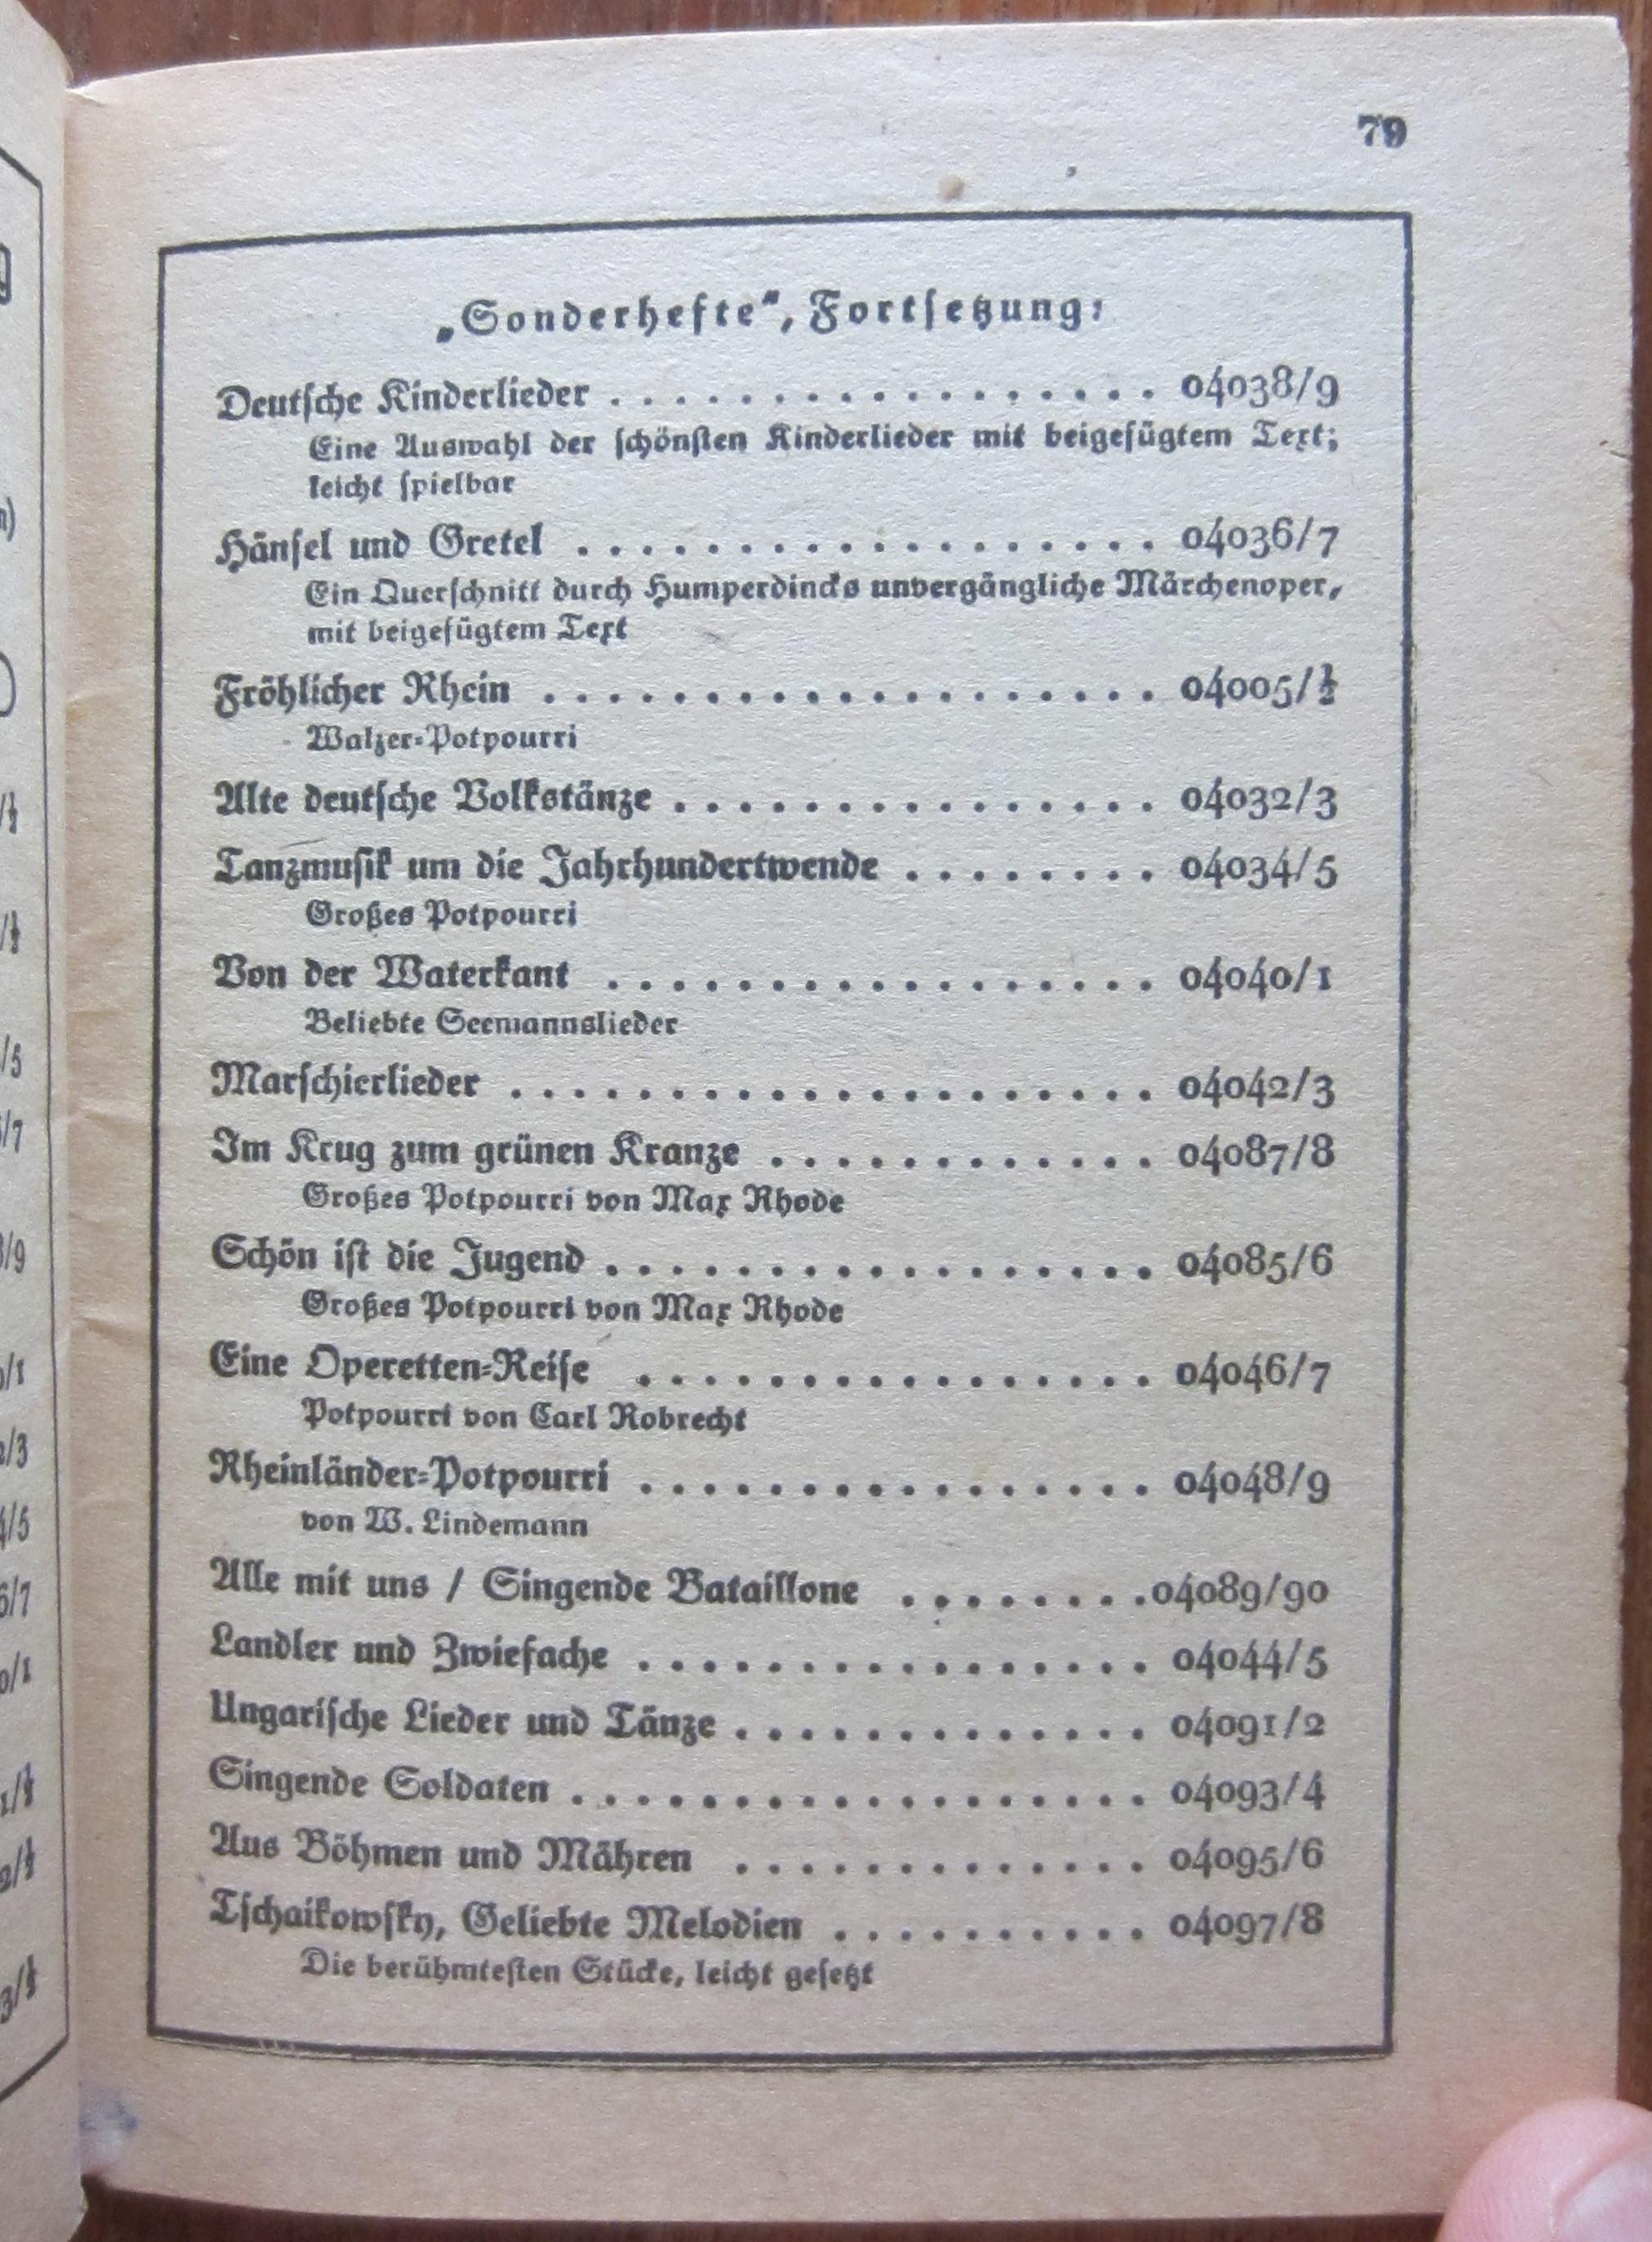 79
„Sonderhefte“, Fortsetzung:
Deutsche Kinderlieder . . . . . . . . . . . . . . . . . 04038/9
Eine Auswahl der schönsten Kinderlieder mit beigefügtem Text;
leicht spielbar
Hänsel und Gretel . . . . . . . . . . . . . . . . . . 04036/7
Ein Querschnitt durch Humperdincks unvergängliche Märchenoper,
mit beigefügtem Text
Fröhlicher Rhein . . . . . . . . . . . . . . . . . . . 04005/½
Walzer-Potpourri
Alte deutsche Volkstänze . . . . . . . . . . . . . . . 04032/3
Tanzmusik um die Jahrhundertwende . . . . . . . . 04034/5
Großes Potpourri
Von der Waterkant . . . . . . . . . . . . . . . . . 04040/1
Beliebte Seemannslieder
Marschierlieder . . . . . . . . . . . . . . . . . . . . 04042/3
Im Krug zum grünen Kranze . . . . . . . . . . . . 04087/8
Großes Potpourri von Max Rhode
Schön ist die Jugend . . . . . . . . . . . . . . . . . 04085/6
Großes Potpourri von Max Rhode
Eine Operetten-Reise . . . . . . . . . . . . . . . . 04046/7
Potpourri von Carl Robrecht
Rheinländer-Potpourri . . . . . . . . . . . . . . . . 04048/9
von W. Lindemann
Alle mit uns / Singende Bataillone . . . . . . . . 04089/90
Landler und Zwiefache . . . . . . . . . . . . . . . . 04044/5
Ungarische Lieder und Tänze . . . . . . . . . . . . . 04091/2
Singende Soldaten . . . . . . . . . . . . . . . . . . 04093/4
Aus Böhmen und Mähren . . . . . . . . . . . . . 04095/6
Tschaikowsky, Geliebte Melodien . . . . . . . . . . 04097/8
Die berühmtesten Stücke, leicht gesetzt